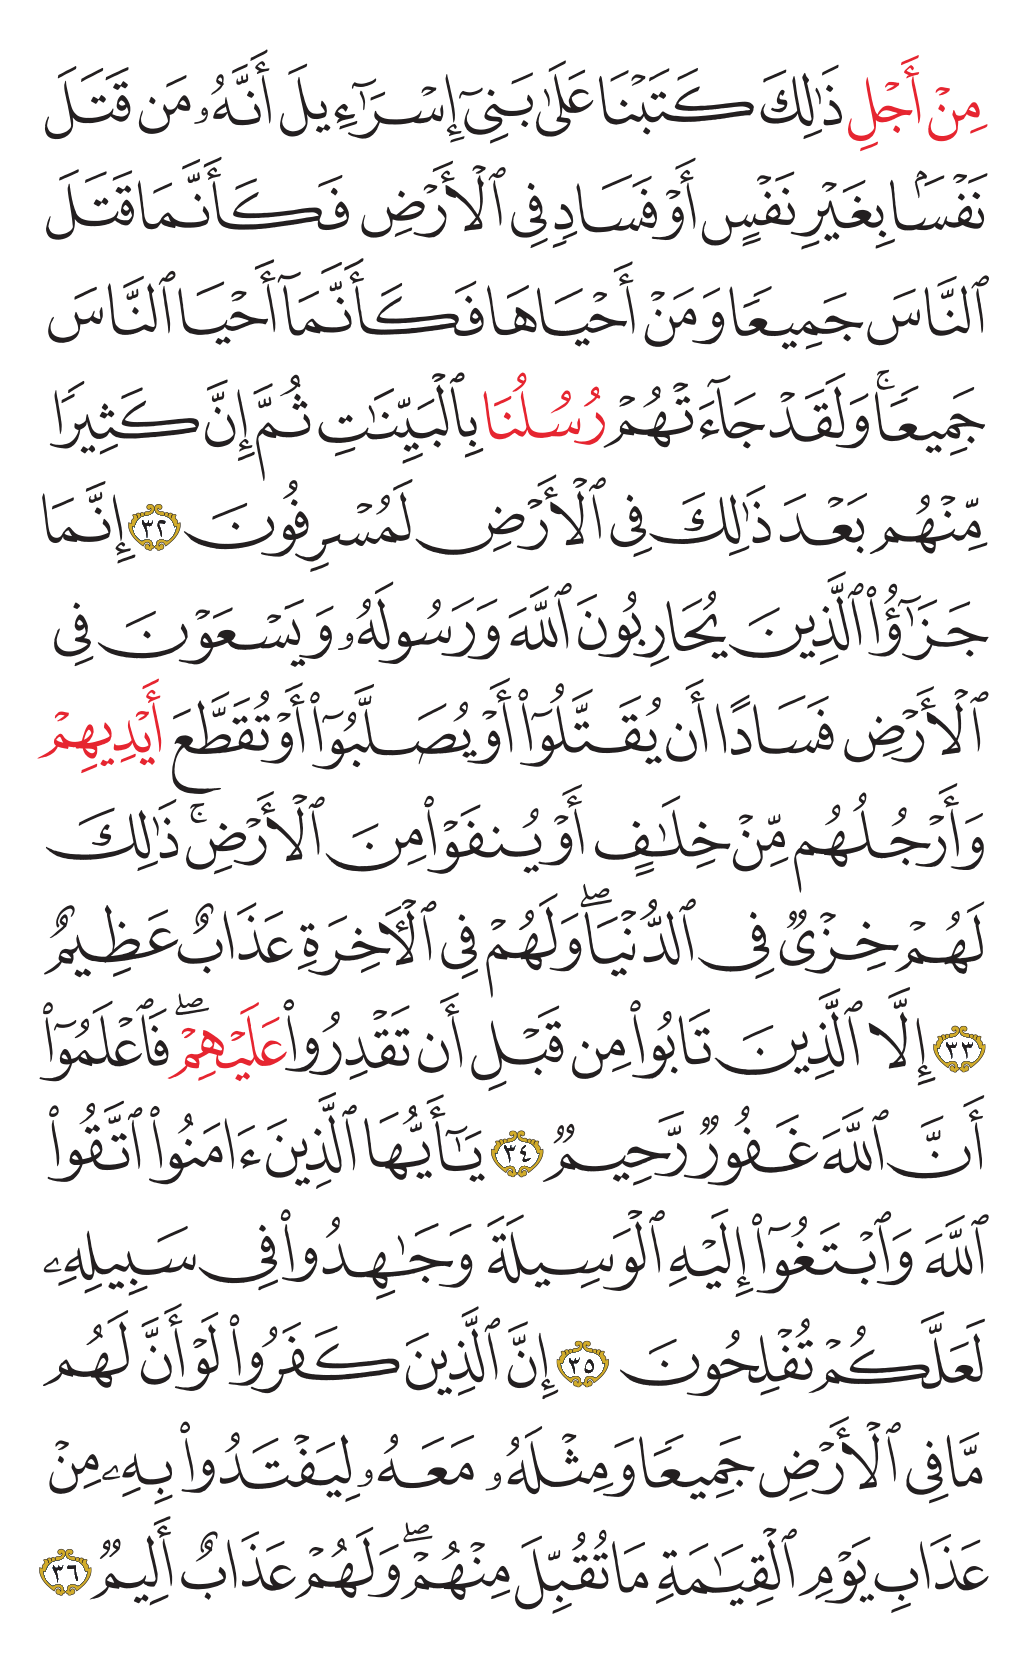 مِنۡ أَجۡلِ ذَٰلِكَ كَتَبۡنَا عَلَىٰ بَنِيٓ إِسۡرَـٰٓءِيلَ أَنَّهُۥ مَن قَتَلَ
نَفۡسَۢا بِغَيۡرِ نَفۡسٍ أَوۡ فَسَادٖ فِي ٱلۡأَرۡضِ فَكَأَنَّمَا قَتَلَ
ٱلنَّاسَ جَمِيعٗا وَمَنۡ أَحۡيَاهَا فَكَأَنَّمَآ أَحۡيَا ٱلنَّاسَ
جَمِيعٗاۚ وَلَقَدۡ جَآءَتۡهُمۡ رُسُلُنَا بِٱلۡبَيِّنَٰتِ ثُمَّ إِنَّ كَثِيرٗا
مِّنۡهُم بَعۡدَ ذَٰلِكَ فِي ٱلۡأَرۡضِ لَمُسۡرِفُونَ ٣٢ إِنَّمَا
جَزَـٰٓؤُاْ ٱلَّذِينَ يُحَارِبُونَ ٱللَّهَ وَرَسُولَهُۥ وَيَسۡعَوۡنَ فِي
ٱلۡأَرۡضِ فَسَادًا أَن يُقَتَّلُوٓاْ أَوۡ يُصَلَّبُوٓاْ أَوۡ تُقَطَّعَ أَيۡدِيهِمۡ
وَأَرۡجُلُهُم مِّنۡ خِلَٰفٍ أَوۡ يُنفَوۡاْ مِنَ ٱلۡأَرۡضِۚ ذَٰلِكَ
لَهُمۡ خِزۡيٞ فِي ٱلدُّنۡيَاۖ وَلَهُمۡ فِي ٱلۡأٓخِرَةِ عَذَابٌ عَظِيمٌ
٣٣ إِلَّا ٱلَّذِينَ تَابُواْ مِن قَبۡلِ أَن تَقۡدِرُواْ عَلَيۡهِمۡۖ فَٱعۡلَمُوٓاْ
أَنَّ ٱللَّهَ غَفُورٞ رَّحِيمٞ ٣٤ يَـٰٓأَيُّهَا ٱلَّذِينَ ءَامَنُواْ ٱتَّقُواْ
ٱللَّهَ وَٱبۡتَغُوٓاْ إِلَيۡهِ ٱلۡوَسِيلَةَ وَجَٰهِدُواْ فِي سَبِيلِهِۦ
لَعَلَّكُمۡ تُفۡلِحُونَ ٣٥ إِنَّ ٱلَّذِينَ كَفَرُواْ لَوۡ أَنَّ لَهُم
مَّا فِي ٱلۡأَرۡضِ جَمِيعٗا وَمِثۡلَهُۥ مَعَهُۥ لِيَفۡتَدُواْ بِهِۦ مِنۡ
عَذَابِ يَوۡمِ ٱلۡقِيَٰمَةِ مَا تُقُبِّلَ مِنۡهُمۡۖ وَلَهُمۡ عَذَابٌ أَلِيمٞ ٣٦